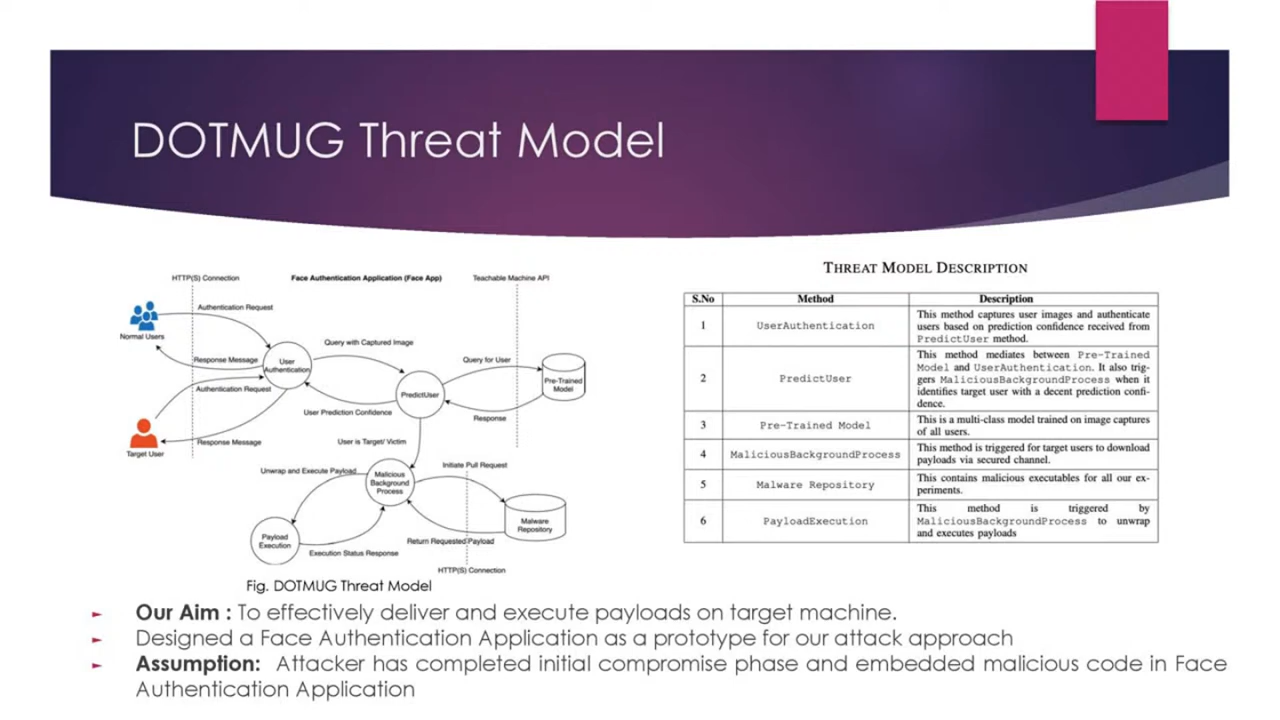 DOTMUG Threat Model
HTTP(S) Connection
Face Authentication Application (Face App)
Teachable Machine API
Authentication Request
Normal Users
Response Message
User
Authentication
Query with Captured Image
Query for User
Pre-Trained
Model
PredictUser
Authentication Request
User Prediction Confidence
Response
Target User
Response Message
User is Target/ Victim
Unwrap and Execute Payload
Malicious
Background
Process
Initiate Pull Request
Malware
Repository
Payload
Execution
Execution Status Response
Return Requested Payload
HTTP(S) Connection
Fig. DOTMUG Threat Model
THREAT MODEL DESCRIPTION
S.No Method Description
1 UserAuthentication This method captures user images and authenticate
users based on prediction confidence received from
PredictUser method.
2 PredictUser This method mediates between Pre-Trained
Model and UserAuthentication. It also trig-
gers MaliciousBackgroundProcess when it
identifies target user with a decent prediction confi-
dence.
3 Pre-Trained Model This is a multi-class model trained on image captures
of all users.
4 MaliciousBackgroundProcess This method is triggered for target users to download
payloads via secured channel.
5 Malware Repository This contains malicious executables for all our ex-
periments.
6 PayloadExecution This method is triggered by
MaliciousBackgroundProcess to unwrap
and executes payloads
► Our Aim : To effectively deliver and execute payloads on target machine.
► Designed a Face Authentication Application as a prototype for our attack approach
► Assumption: Attacker has completed initial compromise phase and embedded malicious code in Face
Authentication Application